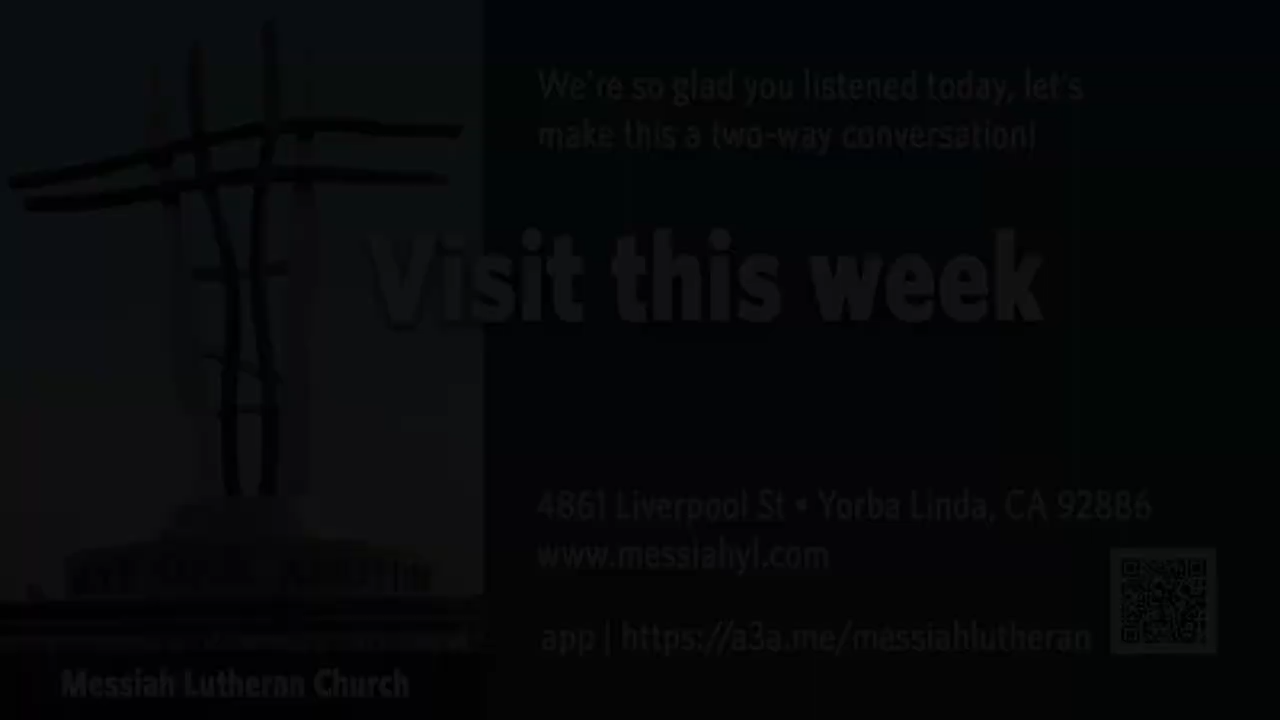 We're so glad you listened today, let's
make this a two-way conversation!
Visit this week
4861 Liverpool St • Yorba Linda, CA 92886
www.messiahyl.com
app | https://a3a.me/messiahlutheran
Messiah Lutheran Church